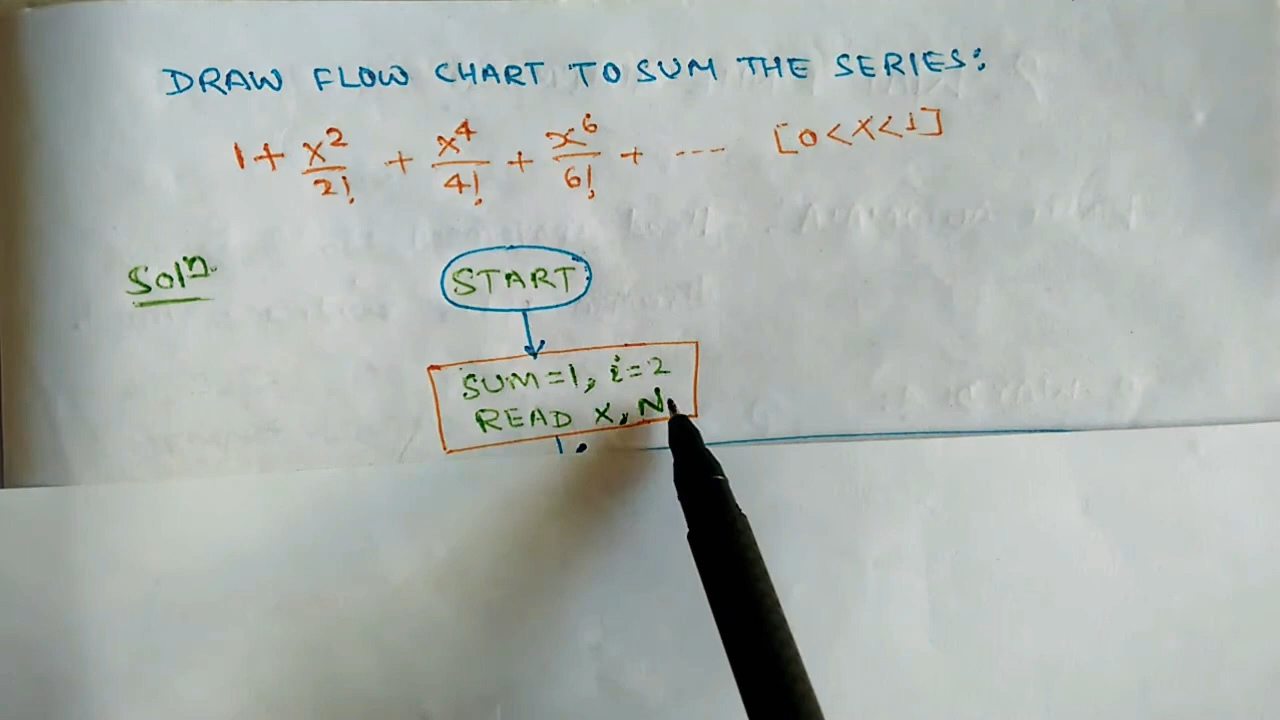 DRAW FLOW CHART TO SUM THE SERIES:
1 + x²/2! + x⁴/4! + x⁶/6! + ---- [0<x<1]
Solⁿ.
START
SUM=1, i=2
READ X, N